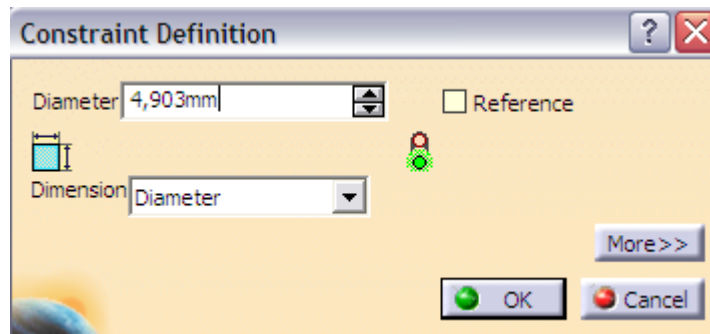 Constraint Definition ?
Diameter 4,903mm Reference
Dimension Diameter
More>>
OK Cancel